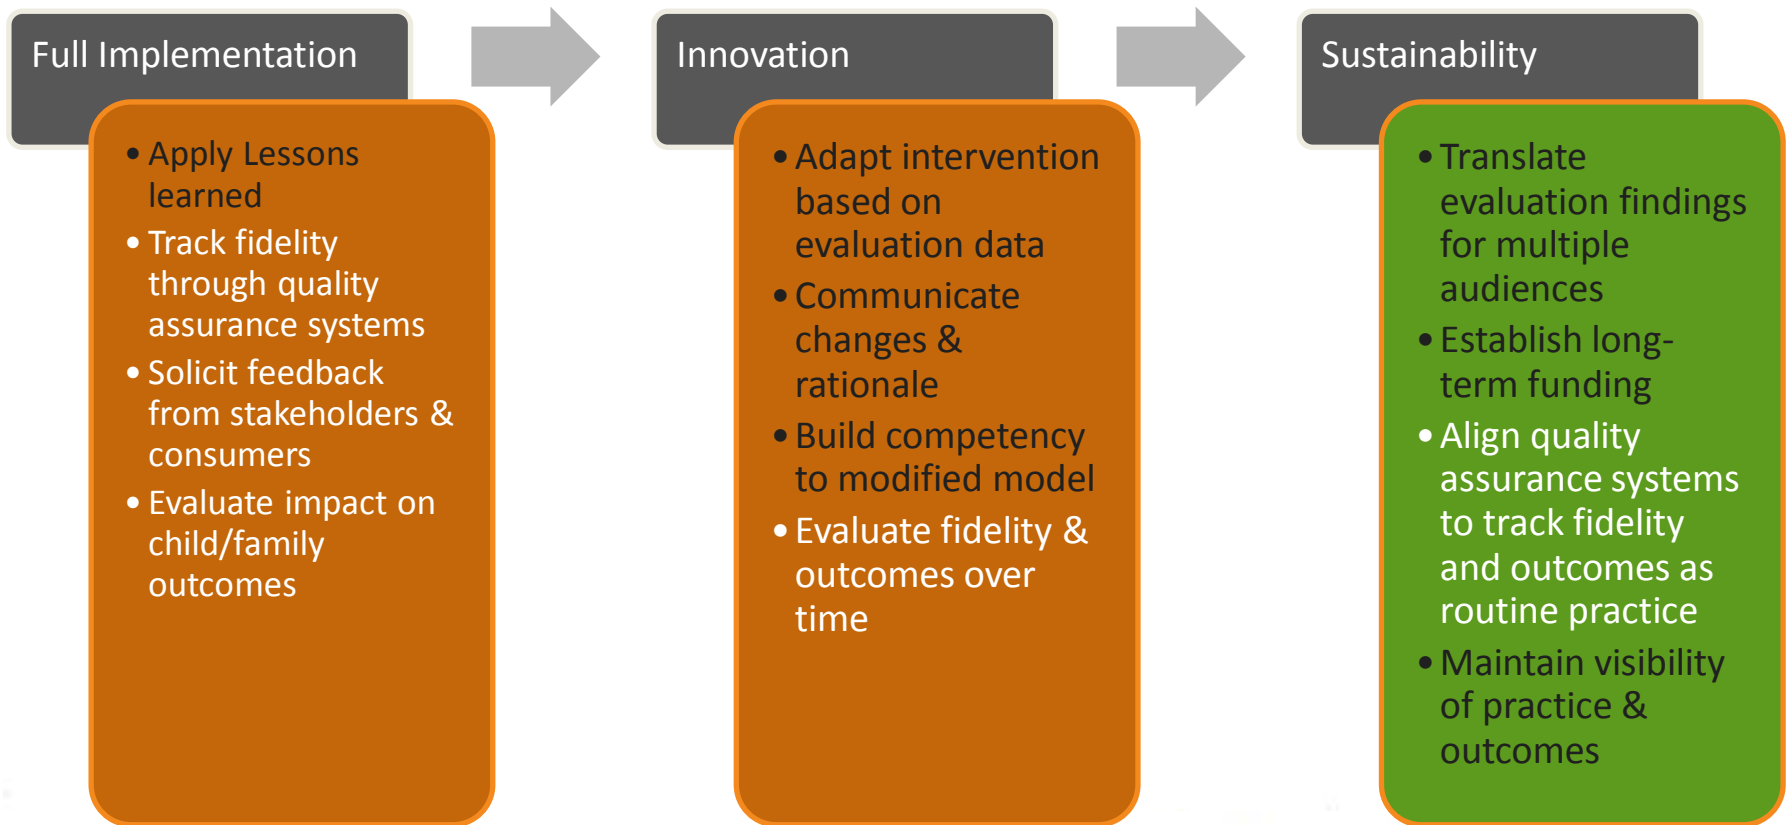 Full Implementation
• Apply Lessons
learned
• Track fidelity
through quality
assurance systems
• Solicit feedback
from stakeholders &
consumers
• Evaluate impact on
child/family
outcomes
Innovation
• Adapt intervention
based on
evaluation data
• Communicate
changes &
rationale
• Build competency
to modified model
• Evaluate fidelity &
outcomes over
time
Sustainability
• Translate
evaluation findings
for multiple
audiences
• Establish long-
term funding
• Align quality
assurance systems
to track fidelity
and outcomes as
routine practice
• Maintain visibility
of practice &
outcomes